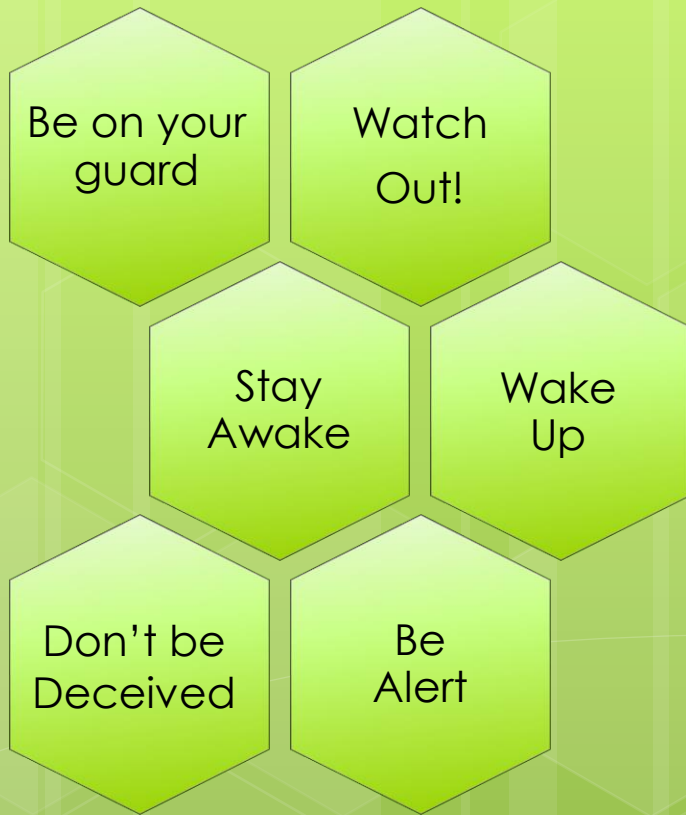 Be on your
guard
Watch
Out!
Stay
Awake
Wake
Up
Don’t be
Deceived
Be
Alert